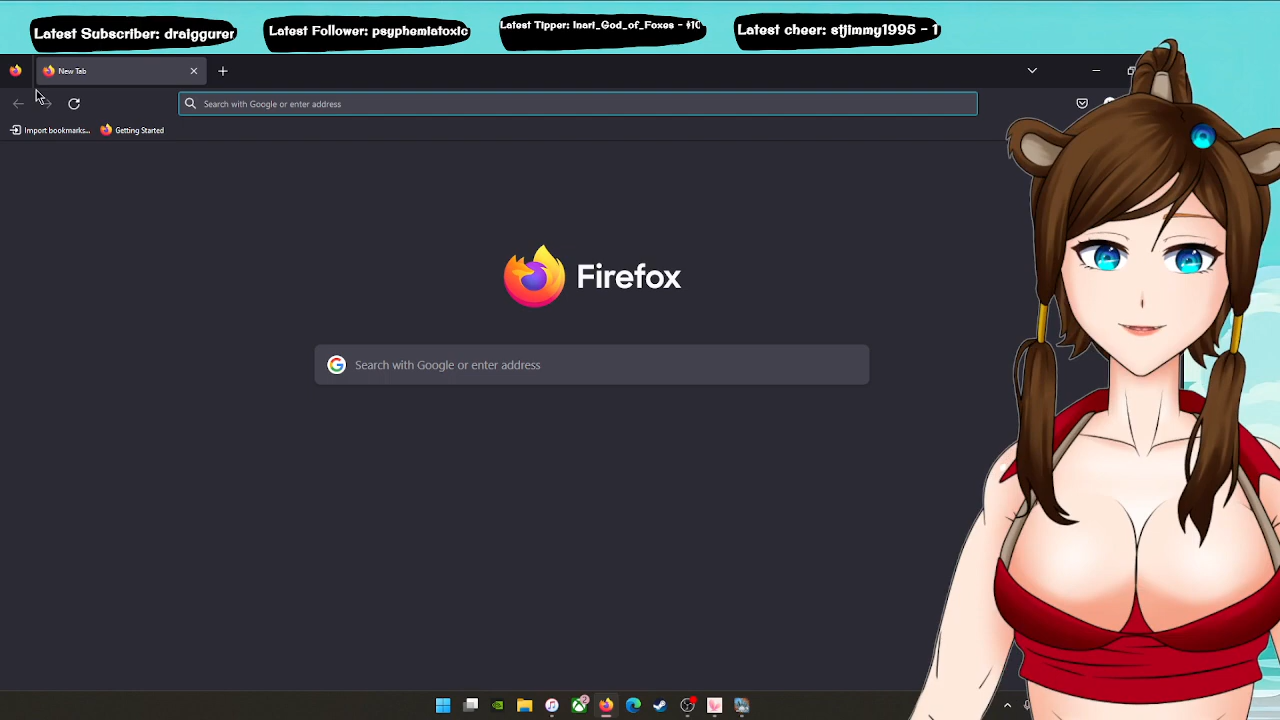 Latest Subscriber: draiggurer
Latest Follower: psyphemiatoxic
Latest Tipper: Inari_God_of_Foxes - $10
Latest cheer: stjimmy1995 - 1
New Tab
Search with Google or enter address
Import bookmarks...
Getting Started
Firefox
Search with Google or enter address